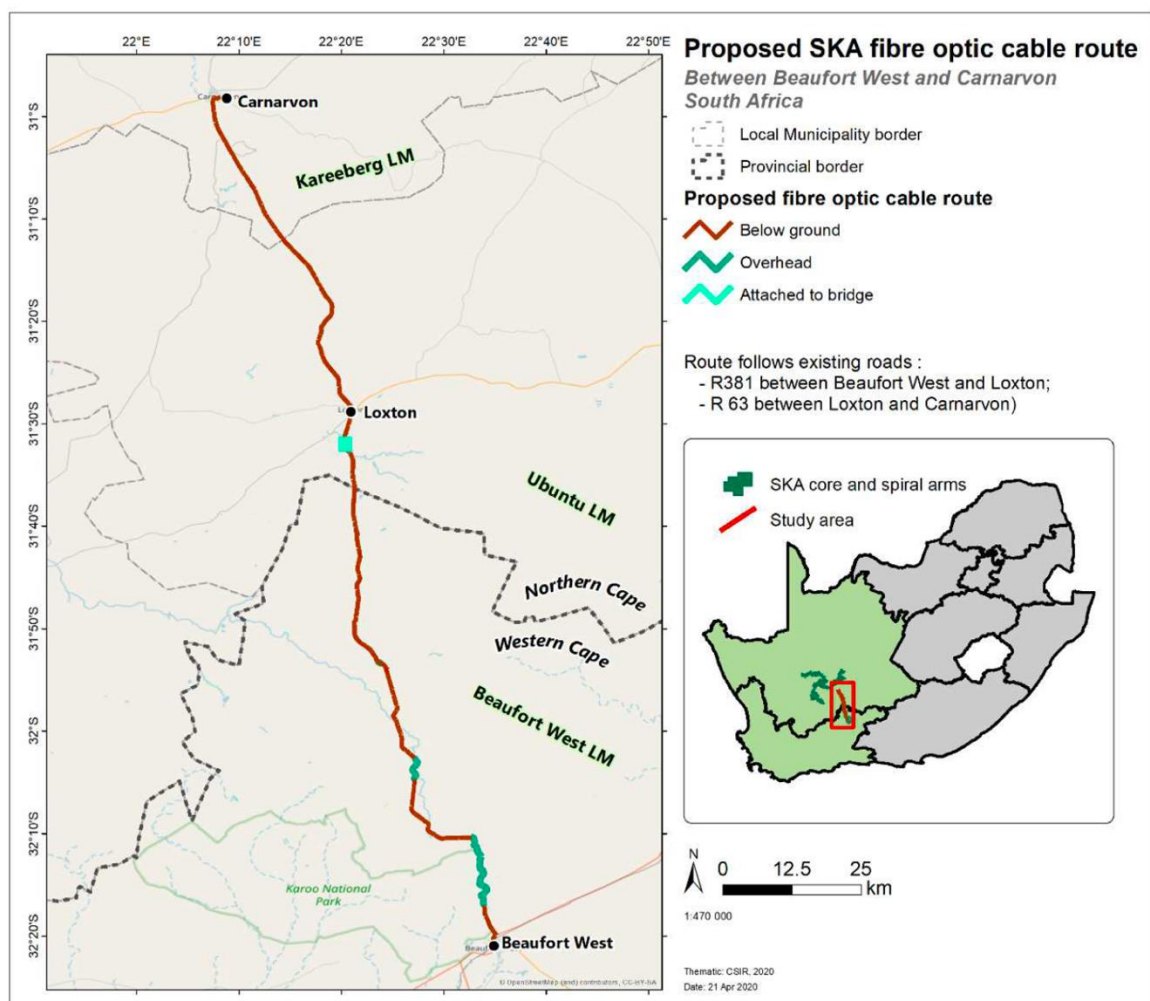 22°E
22°10'E
22°20'E
22°30'E
22°40'E
22°50'E
31°S
31°10'S
31°20'S
31°30'S
31°40'S
31°50'S
32°S
32°10'S
32°20'S
Carnarvon
Kareeberg LM
Loxton
Ubuntu LM
Northern Cape
Western Cape
Beaufort West LM
Karoo National
Park
Beaufort West
© OpenStreetMap (and) contributors, CC-BY-SA
Proposed SKA fibre optic cable route
Between Beaufort West and Carnarvon
South Africa
Local Municipality border
Provincial border
Proposed fibre optic cable route
Below ground
Overhead
Attached to bridge
Route follows existing roads :
- R381 between Beaufort West and Loxton;
- R 63 between Loxton and Carnarvon)
SKA core and spiral arms
Study area
N
0 12.5 25
km
1:470 000
Thematic: CSIR, 2020
Date: 21 Apr 2020